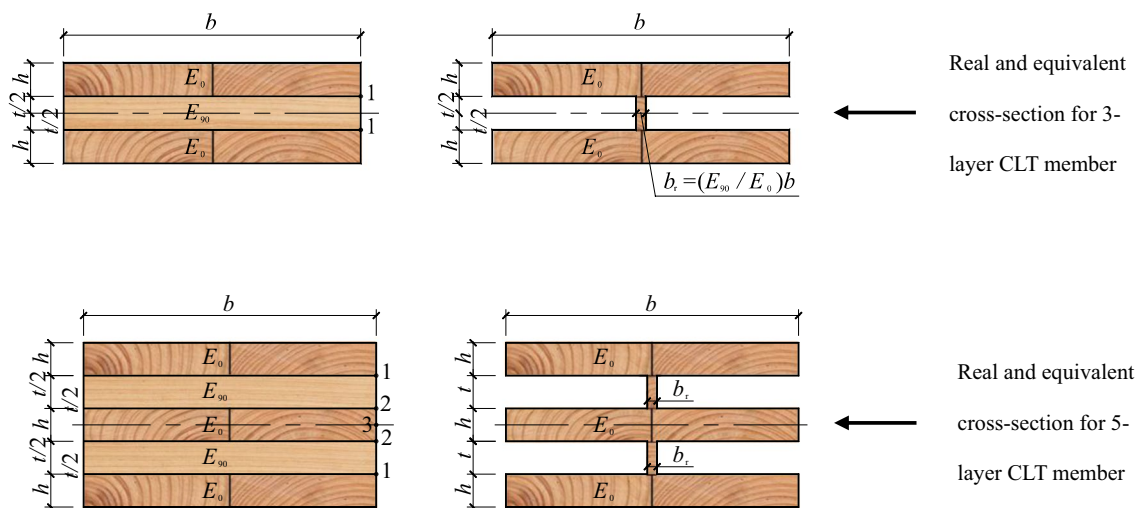 b
b
h
E₀
1
t/2
E₉₀
t/2
1
h
E₀
h
E₀
t/2
t/2
h
E₀
bᵣ=(E₉₀/E₀)b
Real and equivalent
cross-section for 3-
layer CLT member
b
b
h
E₀
1
t/2
E₉₀
t/2
2
h
E₀
3
2
t/2
E₉₀
t/2
1
h
E₀
h
E₀
t
bᵣ
h
E₀
t
bᵣ
h
E₀
Real and equivalent
cross-section for 5-
layer CLT member